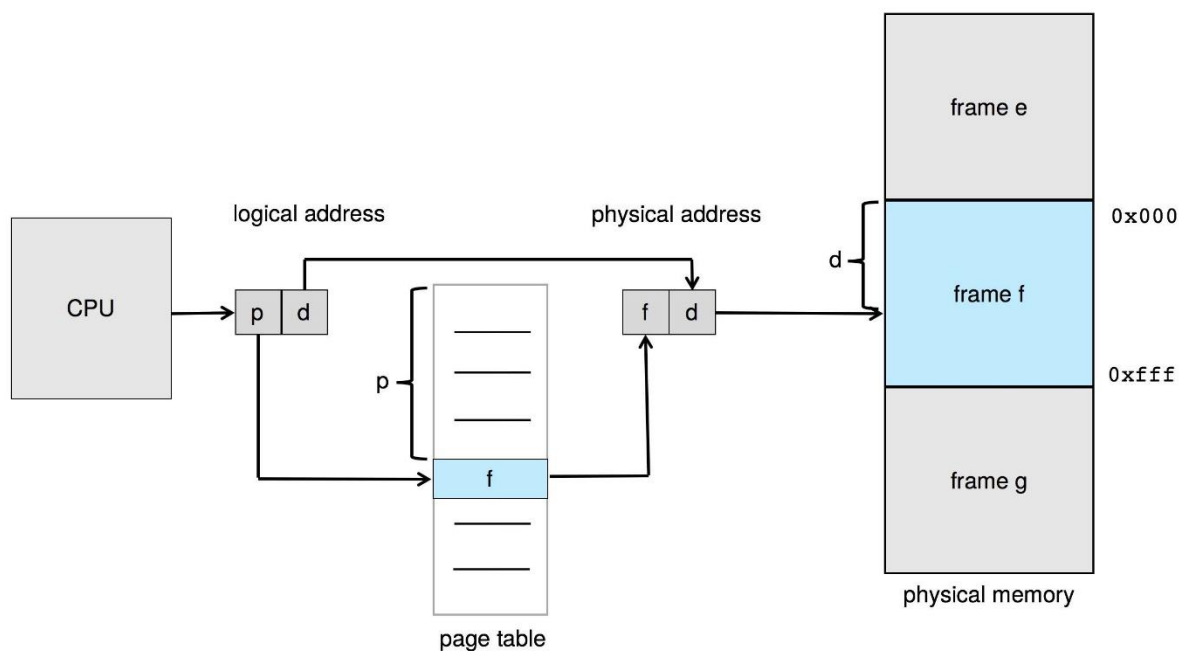 frame e
logical address
physical address
0x000
d
CPU
p
d
f
d
frame f
p
0xfff
f
frame g
physical memory
page table